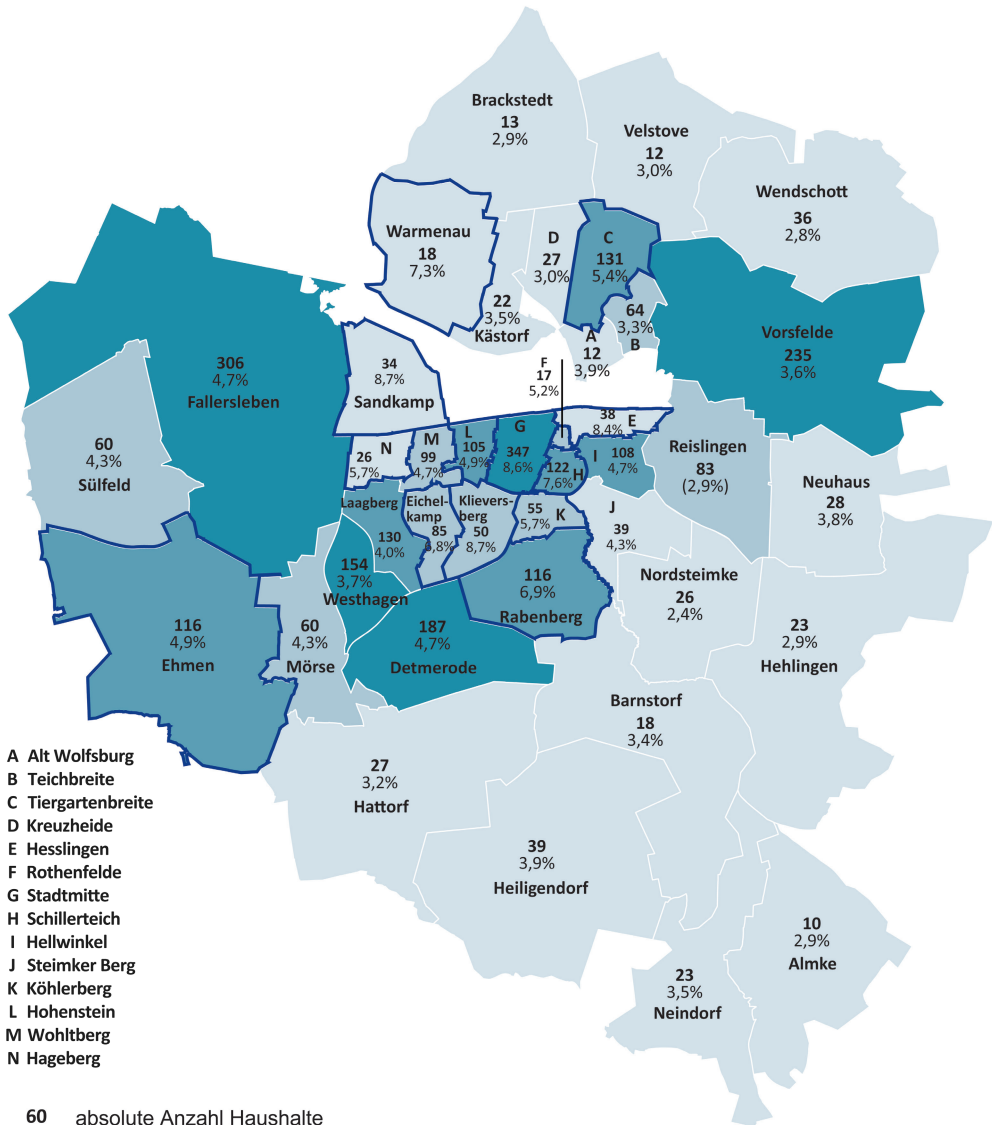 Brackstedt
13
2,9%
Velstove
12
3,0%
Wendschott
36
2,8%
Warmenau
18
7,3%
D
27
3,0%
C
131
5,4%
22
3,5%
Kästorf
64
3,3%
B
A
12
3,9%
Vorsfelde
235
3,6%
306
4,7%
Fallersleben
34
8,7%
Sandkamp
F
17
5,2%
60
4,3%
Sülfeld
N
26
5,7%
M
99
4,7%
L
105
4,9%
G
347
8,6%
38 E
8,4%
122 H
7,6%
I 108
4,7%
Reislingen
83
(2,9%)
Neuhaus
28
3,8%
Laagberg
130
4,0%
Eichel-
kamp
85
6,8%
Klievers-
berg
50
8,7%
55 K
5,7%
J
39
4,3%
154
3,7%
Westhagen
116
6,9%
Rabenberg
Nordsteimke
26
2,4%
116
4,9%
Ehmen
60
4,3%
Mörse
187
4,7%
Detmerode
23
2,9%
Hehlingen
Barnstorf
18
3,4%
27
3,2%
Hattorf
39
3,9%
Heiligendorf
10
2,9%
Almke
23
3,5%
Neindorf
A Alt Wolfsburg
B Teichbreite
C Tiergartenbreite
D Kreuzheide
E Hesslingen
F Rothenfelde
G Stadtmitte
H Schillerteich
I Hellwinkel
J Steimker Berg
K Köhlerberg
L Hohenstein
M Wohltberg
N Hageberg
60 absolute Anzahl Haushalte